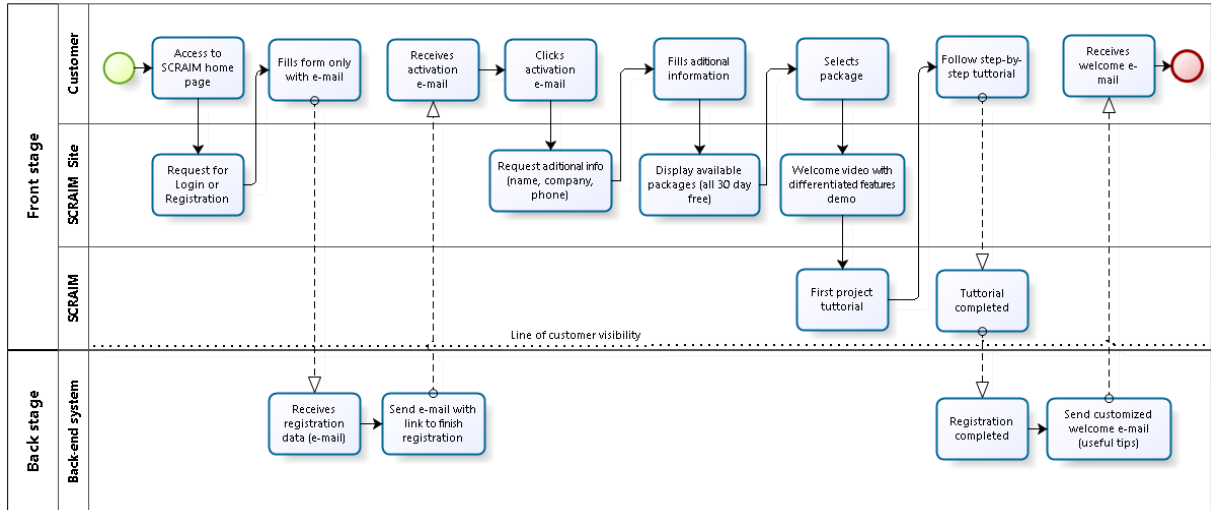 Front stage
Customer
Access to
SCRAIM home
page
Fills form only
with e-mail
Receives
activation
e-mail
Clicks
activation
e-mail
Fills aditional
information
Selects
package
Follow step-by-
step tuttorial
Receives
welcome e-
mail
SCRAIM Site
Request for
Login or
Registration
Request aditional info
(name, company,
phone)
Display available
packages (all 30 day
free)
Welcome video with
differentiated features
demo
SCRAIM
First project
tuttorial
Tuttorial
completed
Line of customer visibility
Back stage
Back-end system
Receives
registration
data (e-mail)
Send e-mail with
link to finish
registration
Registration
completed
Send customized
welcome e-mail
(useful tips)